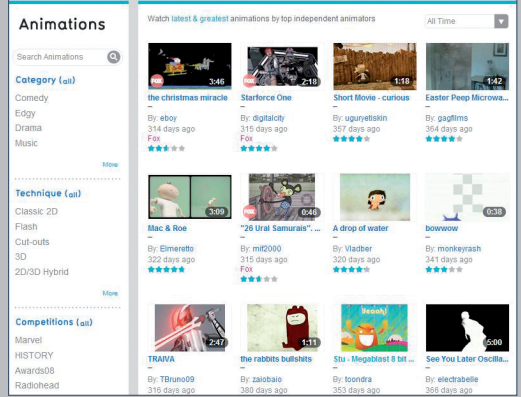 Animations
Search Animations
Category (all)
Comedy
Edgy
Drama
Music
More
Technique (all)
Classic 2D
Flash
Cut-outs
3D
2D/3D Hybrid
More
Competitions (all)
Marvel
HISTORY
Awards08
Radiohead
Watch latest & greatest animations by top independent animators
All Time
FOX
3:46
the christmas miracle
–
By: eboy
314 days ago
Fox
FOX
2:18
Starforce One
–
By: digitalcity
315 days ago
Fox
1:18
Short Movie - curious
–
By: uguryetiskin
357 days ago
1:42
Easter Peep Microwa...
–
By: gagfilms
364 days ago
3:09
Mac & Roe
–
By: Elmeretto
322 days ago
FOX
0:46
"26 Ural Samurais". ...
–
By: mif2000
315 days ago
Fox
A drop of water
–
By: Vladber
320 days ago
0:38
bowwow
–
By: monkeyrash
341 days ago
2:47
TRAIVA
–
By: TBruno09
316 days ago
1:11
the rabbits bullshits
–
By: zaiobaio
380 days ago
Stu - Megablast 8 bit ...
–
By: toondra
353 days ago
5:00
See You Later Oscilla...
–
By: electrabelle
366 days ago